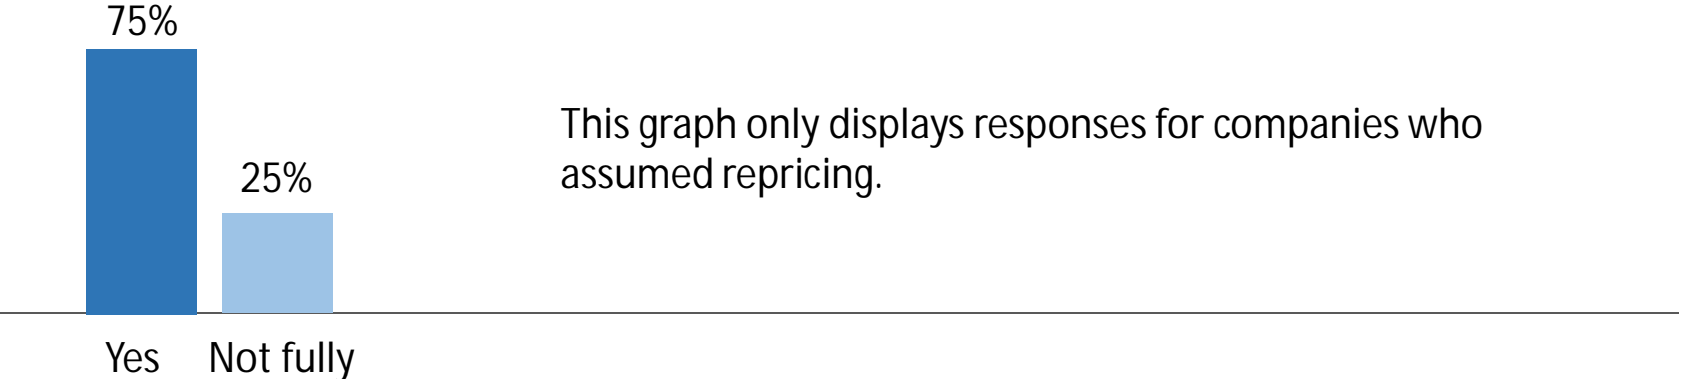 75%
25%
This graph only displays responses for companies who
assumed repricing.
Yes
Not fully